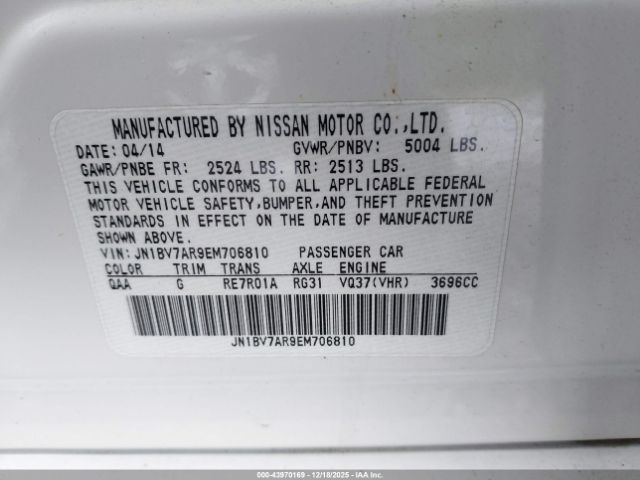 MANUFACTURED BY NISSAN MOTOR CO.,LTD.
DATE: 04/14 GVWR/PNBV: 5004 LBS.
GAWR/PNBE FR: 2524 LBS. RR: 2513 LBS.
THIS VEHICLE CONFORMS TO ALL APPLICABLE FEDERAL
MOTOR VEHICLE SAFETY,BUMPER,AND THEFT PREVENTION
STANDARDS IN EFFECT ON THE DATE OF MANUFACTURE
SHOWN ABOVE.
VIN: JN1BV7AR9EM706810 PASSENGER CAR
COLOR TRIM TRANS AXLE ENGINE
QAA G RE7R01A RG31 VQ37(VHR) 3696CC
JN1BV7AR9EM706810
000-43970169 - 12/18/2025 - IAAI.COM